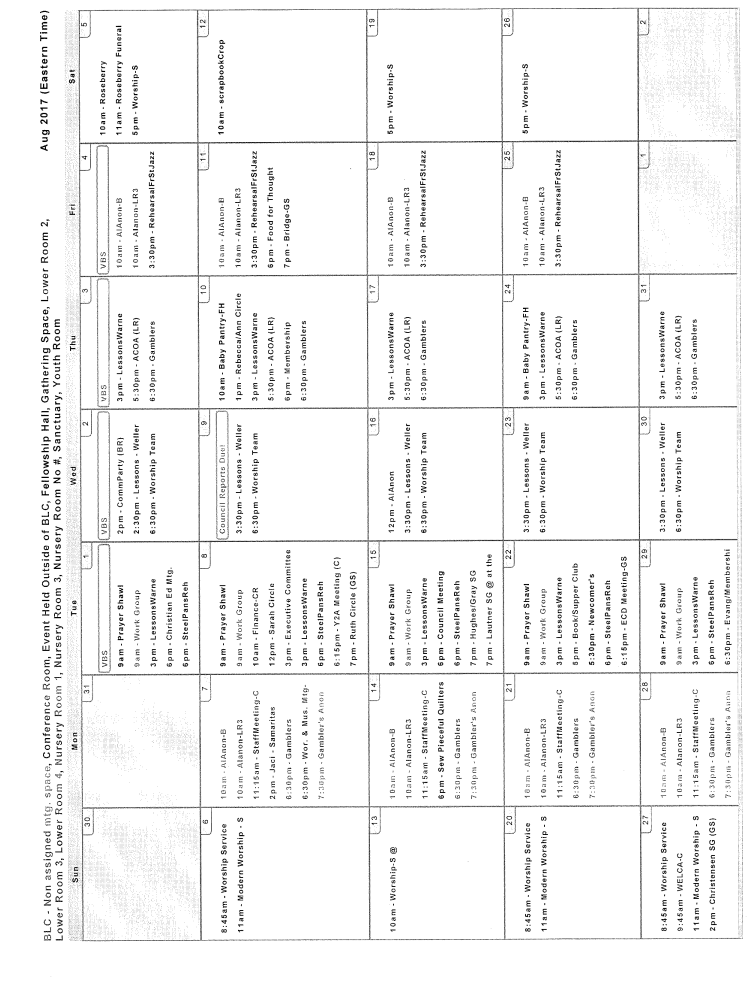 BLC - Non assigned mtg. space, Conference Room, Event Held Outside of BLC, Fellowship Hall, Gathering Space, Lower Room 2,
Lower Room 3, Lower Room 4, Nursery Room 1, Nursery Room 3, Nursery Room No #, Sanctuary, Youth Room
Aug 2017 (Eastern Time)
Sun
Mon
Tue
Wed
Thu
Fri
Sat
30
31
1
VBS
9am - Prayer Shawl
9am - Work Group
3pm - LessonsWarne
6pm - Christian Ed Mtg.
6pm - SteelPansReh
2
VBS
2pm - CommParty (BR)
2:30pm - Lessons - Weller
6:30pm - Worship Team
3
VBS
3pm - LessonsWarne
5:30pm - ACOA (LR)
6:30pm - Gamblers
4
VBS
10am - AlAnon-B
10am - Alanon-LR3
3:30pm - RehearsalFrStJazz
5
10am - Roseberry
11am - Roseberry Funeral
5pm - Worship-S
6
8:45am - Worship Service
11am - Modern Worship - S
7
10am - AlAnon-B
10am - Alanon-LR3
11:15am - StaffMeeting-C
2pm - Jaci - Samaritas
6:30pm - Gamblers
6:30pm - Wor. & Mus. Mtg-
7:30pm - Gambler's Anon
8
9am - Prayer Shawl
9am - Work Group
10am - Finance-CR
12pm - Sarah Circle
3pm - Executive Committee
3pm - LessonsWarne
6pm - SteelPansReh
6:15pm - Y2A Meeting (C)
7pm - Ruth Circle (GS)
9
Council Reports Due!
3:30pm - Lessons - Weller
6:30pm - Worship Team
10
10am - Baby Pantry-FH
1pm - Rebecca/Ann Circle
3pm - LessonsWarne
5:30pm - ACOA (LR)
6pm - Membership
6:30pm - Gamblers
11
10am - AlAnon-B
10am - Alanon-LR3
3:30pm - RehearsalFrStJazz
6pm - Food for Thought
7pm - Bridge-GS
12
10am - scrapbookCrop
13
10am - Worship-S @
14
10am - AlAnon-B
10am - Alanon-LR3
11:15am - StaffMeeting-C
6pm - Sew Pieceful Quilters
6:30pm - Gamblers
7:30pm - Gambler's Anon
15
9am - Prayer Shawl
9am - Work Group
3pm - LessonsWarne
6pm - Council Meeting
6pm - SteelPansReh
7pm - Hughes/Gray SG
7pm - Lautner SG @ at the
16
12pm - AlAnon
3:30pm - Lessons - Weller
6:30pm - Worship Team
17
3pm - LessonsWarne
5:30pm - ACOA (LR)
6:30pm - Gamblers
18
10am - AlAnon-B
10am - Alanon-LR3
3:30pm - RehearsalFrStJazz
19
5pm - Worship-S
20
8:45am - Worship Service
11am - Modern Worship - S
21
10am - AlAnon-B
10am - Alanon-LR3
11:15am - StaffMeeting-C
6:30pm - Gamblers
7:30pm - Gambler's Anon
22
9am - Prayer Shawl
9am - Work Group
3pm - LessonsWarne
5pm - Book/Supper Club
5:30pm - Newcomer's
6pm - SteelPansReh
6:15pm - ECD Meeting-GS
23
3:30pm - Lessons - Weller
6:30pm - Worship Team
24
9am - Baby Pantry-FH
3pm - LessonsWarne
5:30pm - ACOA (LR)
6:30pm - Gamblers
25
10am - AlAnon-B
10am - Alanon-LR3
3:30pm - RehearsalFrStJazz
26
5pm - Worship-S
27
8:45am - Worship Service
9:45am - WELCA-C
11am - Modern Worship - S
2pm - Christensen SG (GS)
28
10am - AlAnon-B
10am - Alanon-LR3
11:15am - StaffMeeting-C
6:30pm - Gamblers
7:30pm - Gambler's Anon
29
9am - Prayer Shawl
9am - Work Group
3pm - LessonsWarne
6pm - SteelPansReh
6:30pm - Evang/Membershi
30
3:30pm - Lessons - Weller
6:30pm - Worship Team
31
3pm - LessonsWarne
5:30pm - ACOA (LR)
6:30pm - Gamblers
1
2